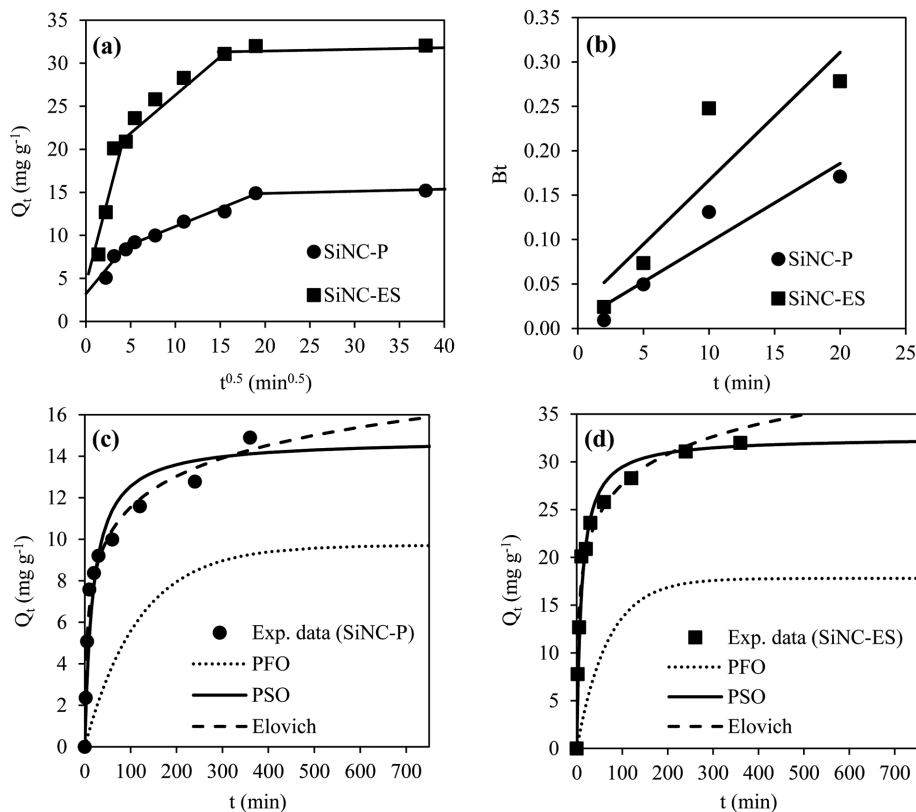 (a)
35
30
25
20
15
10
5
0
Qt (mg g-1)
SiNC-P
SiNC-ES
0 5 10 15 20 25 30 35 40
t0.5 (min0.5)
(b)
0.30
0.25
0.20
0.15
0.10
0.05
0.00
Bt
SiNC-P
SiNC-ES
0 5 10 15 20 25
t (min)
(c)
16
14
12
10
8
6
4
2
0
Qt (mg g-1)
Exp. data (SiNC-P)
PFO
PSO
Elovich
0 100 200 300 400 500 600 700
t (min)
(d)
35
30
25
20
15
10
5
0
Qt (mg g-1)
Exp. data (SiNC-ES)
PFO
PSO
Elovich
0 100 200 300 400 500 600 700
t (min)